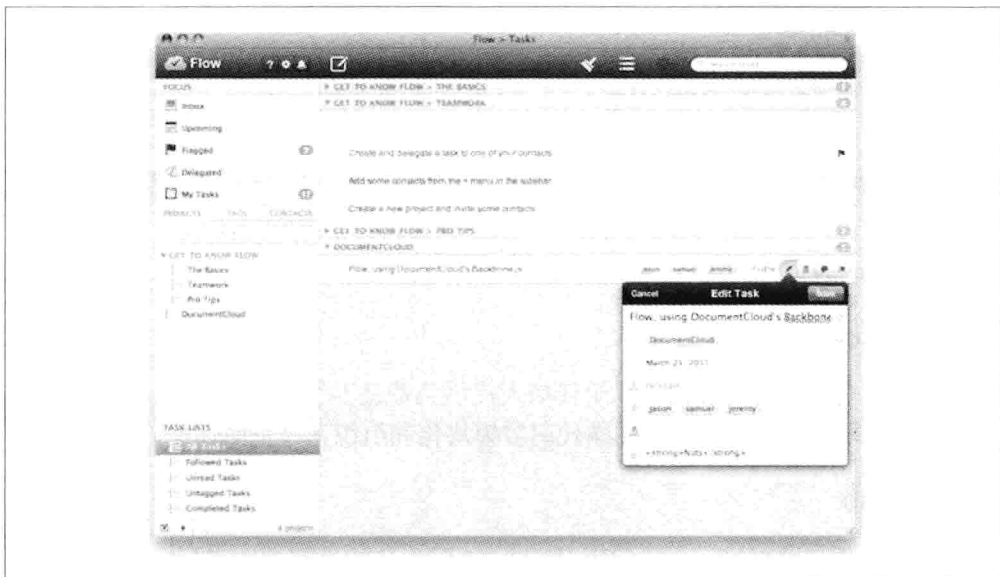 Flow > Tasks
Flow
FOCUS
Inbox
Upcoming
Flagged
Delegated
My Tasks
PROJECTS TAGS CONTACTS
GET TO KNOW FLOW
The Basics
Teamwork
Pro Tips
DocumentCloud
TASK LISTS
All Tasks
Followed Tasks
Unread Tasks
Untagged Tasks
Completed Tasks
4 projects
GET TO KNOW FLOW > THE BASICS
GET TO KNOW FLOW > TEAMWORK
Create and delegate a task to one of your contacts
Add some contacts from the + menu in the sidebar
Create a new project and invite some contacts
GET TO KNOW FLOW > PRO TIPS
DOCUMENTCLOUD
Flow, using DocumentCloud's Backbone.js
jason samuel jeremy
Cancel Edit Task Save
Flow, using DocumentCloud's Backbone
DocumentCloud
March 23, 2011
jason samuel jeremy